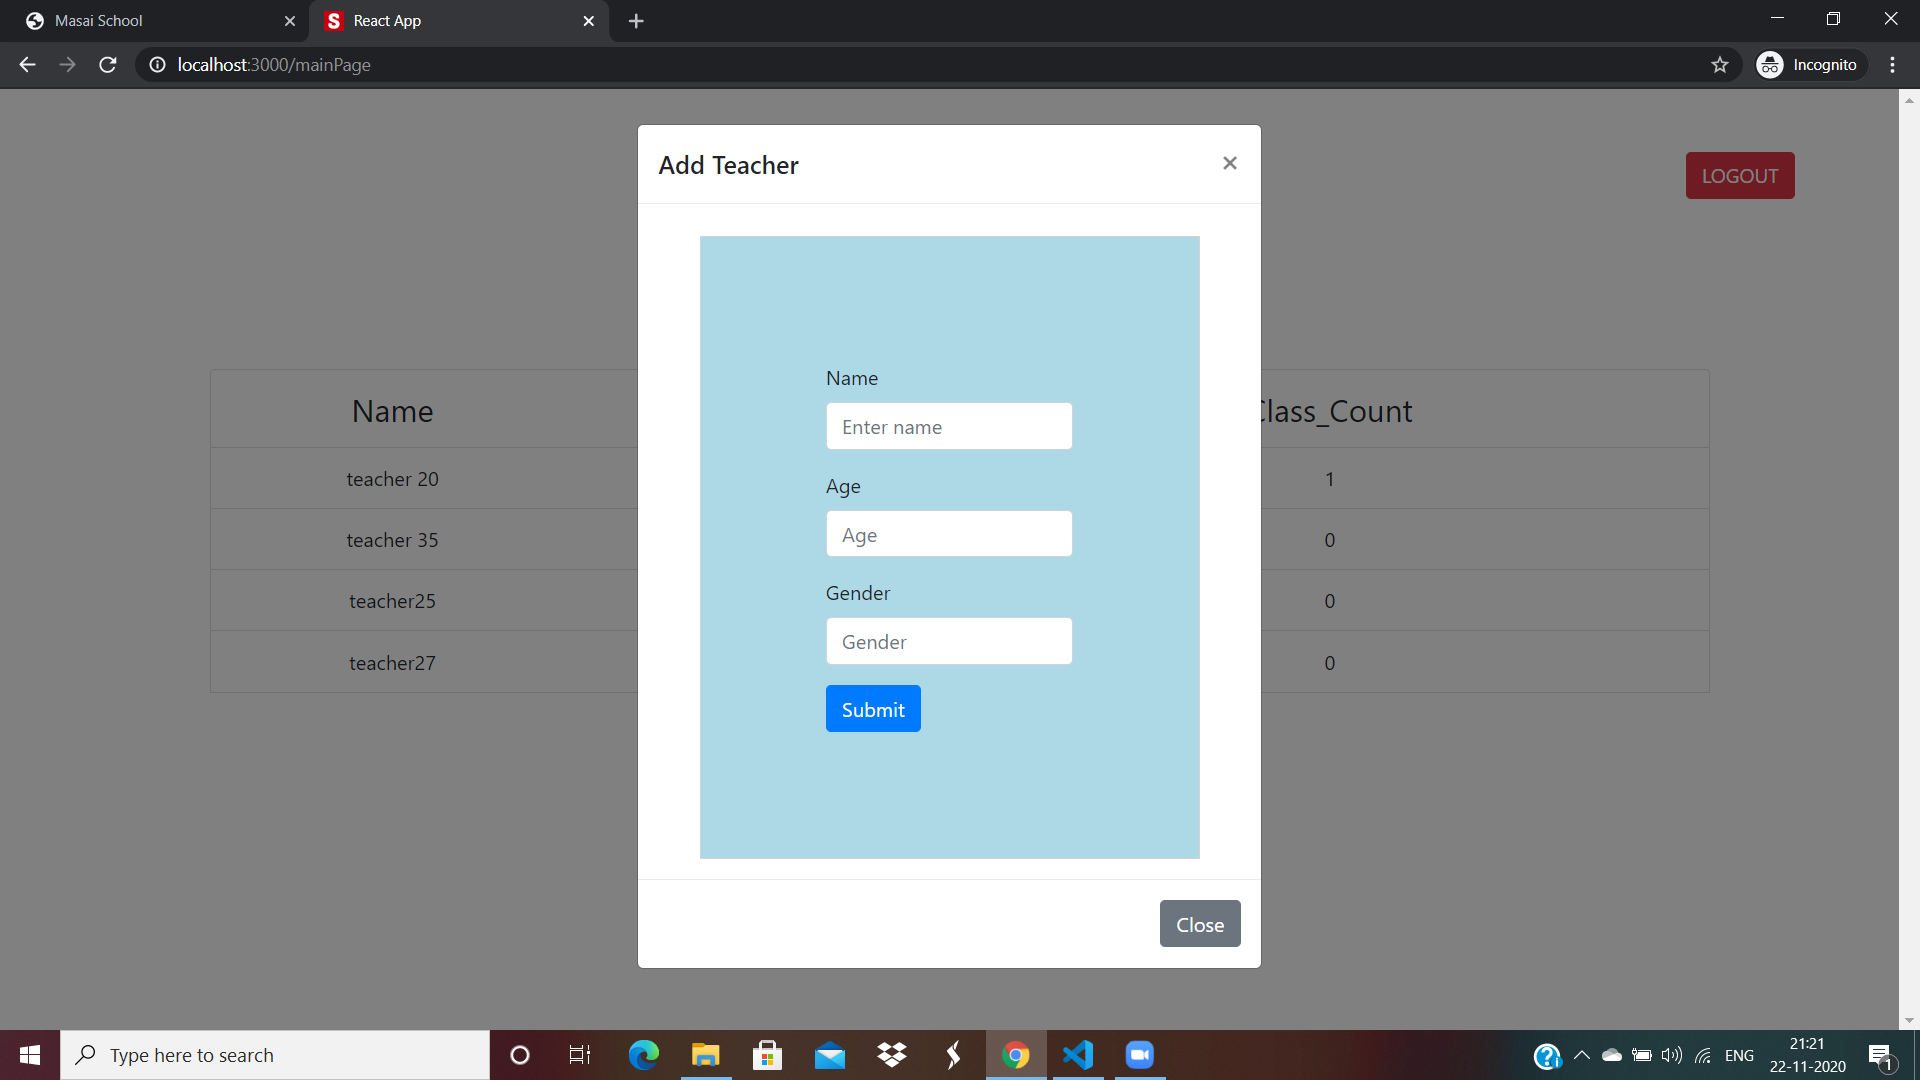 Masai School
React App
localhost:3000/mainPage
Incognito
Add Teacher
LOGOUT
Name
Enter name
Age
Age
Gender
Gender
Submit
Close
Name
teacher 20 1
teacher 35 0
teacher25 0
teacher27 0
Type here to search
ENG
21:21
22-11-2020
1